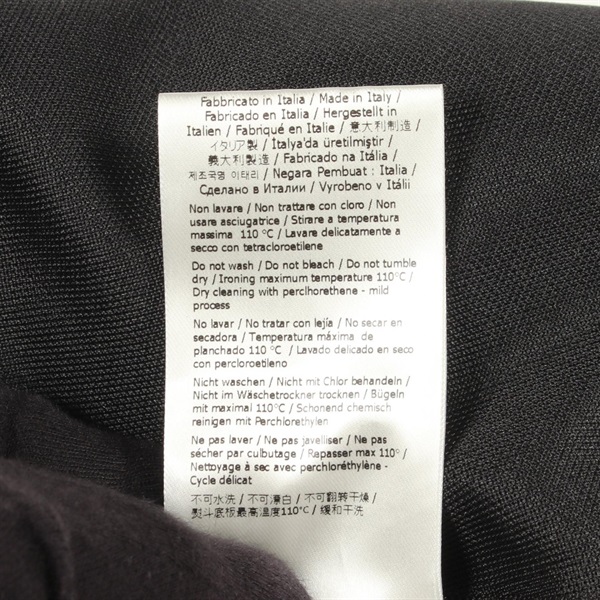 Fabbricato in Italia / Made in Italy /
Fabricado en Italia / Hergestellt in
Italien / Fabriqué en Italie / 意大利制造 /
イタリア製 / Italya'da üretilmiştir /
義大利製造 / Fabricado na Itália /
제조국명 이태리 / Negara Pembuat : Italia /
Сделано в Италии / Vyrobeno v Itálii
Non lavare / Non trattare con cloro / Non
usare asciugatrice / Stirare a temperatura
massima 110 °C / Lavare delicatamente a
secco con tetracloroetilene
Do not wash / Do not bleach / Do not tumble
dry / Ironing maximum temperature 110°C /
Dry cleaning with perclhorethene - mild
process
No lavar / No tratar con lejía / No secar en
secadora / Temperatura máxima de
planchado 110 °C / Lavado delicado en seco
con percloroetileno
Nicht waschen / Nicht mit Chlor behandeln /
Nicht im Wäschetrockner trocknen / Bügeln
mit maximal 110°C / Schonend chemisch
reinigen mit Perchlorethylen
Ne pas laver / Ne pas javelliser / Ne pas
sécher par culbutage / Repasser max 110° /
Nettoyage à sec avec perchloréthylène -
Cycle délicat
不可水洗 / 不可漂白 / 不可翻转干燥 /
熨斗底板最高温度110°C / 缓和干洗